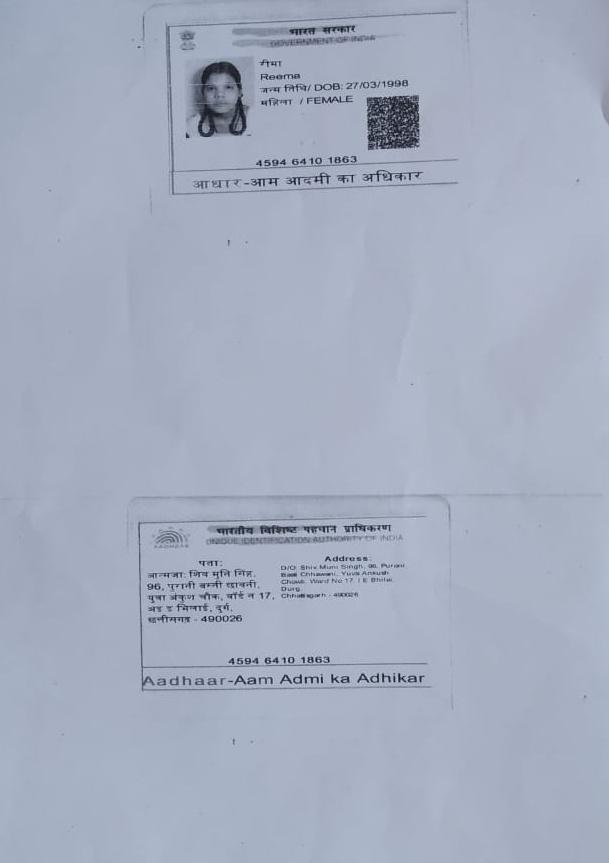 भारत सरकार
GOVERNMENT OF INDIA
रीमा
Reema
जन्म तिथि/ DOB: 27/03/1998
महिला / FEMALE
4594 6410 1863
आधार-आम आदमी का अधिकार
भारतीय विशिष्ट पहचान प्राधिकरण
UNIQUE IDENTIFICATION AUTHORITY OF INDIA
AADHAAR
पता:
आत्मजा: शिव मुनि सिंह,
96, पुरानी बस्ती छावनी,
युवा अंकुश चौक, वॉर्ड न 17,
भिलाई, दुर्ग,
छत्तीसगढ़ - 490026
Address:
D/O: Shiv Muni Singh, 96, Purani
Basti Chhawani, Yuva Ankush
Chowk, Ward No 17, I E Bhilai,
Durg,
Chhattisgarh - 490026
4594 6410 1863
Aadhaar-Aam Admi ka Adhikar